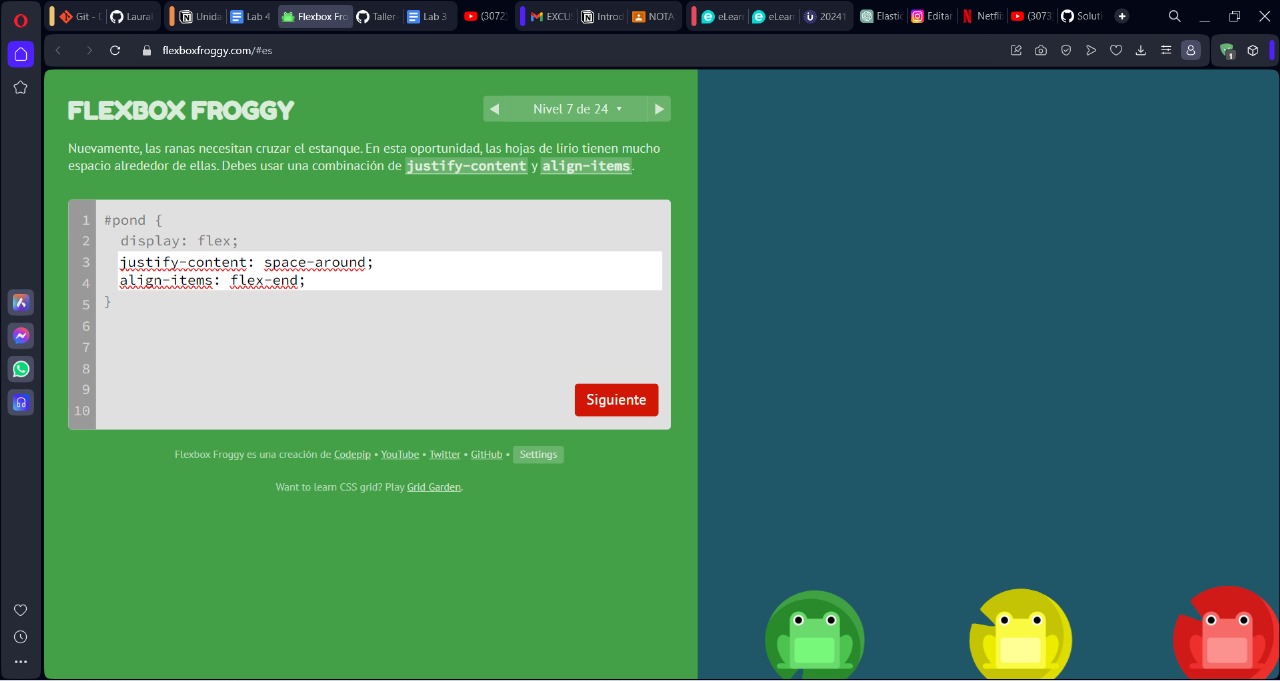 Git - D
Laural
Unida
Lab 4
Flexbox Fro
Taller
Lab 3
(3072
EXCUS
Introd
NOTA
eLearn
eLearn
20241
Elastic
Editar
Netfli
(3073
Soluti
flexboxfroggy.com/#es
FLEXBOX FROGGY
Nivel 7 de 24
Nuevamente, las ranas necesitan cruzar el estanque. En esta oportunidad, las hojas de lirio tienen mucho
espacio alrededor de ellas. Debes usar una combinación de justify-content y align-items.
1 #pond {
2 display: flex;
3 justify-content: space-around;
4 align-items: flex-end;
5 }
6
7
8
9
10
Siguiente
Flexbox Froggy es una creación de Codepip • YouTube • Twitter • GitHub • Settings
Want to learn CSS grid? Play Grid Garden.